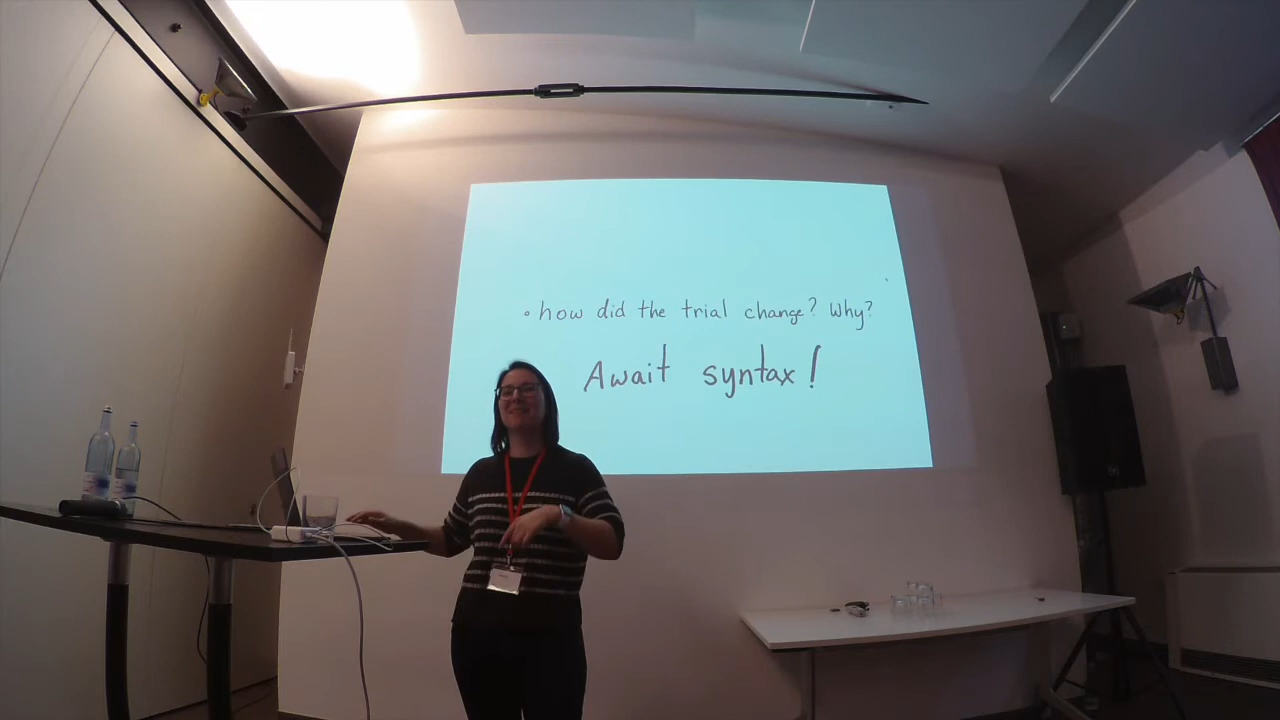 • how did the trial change? Why?
Await syntax!